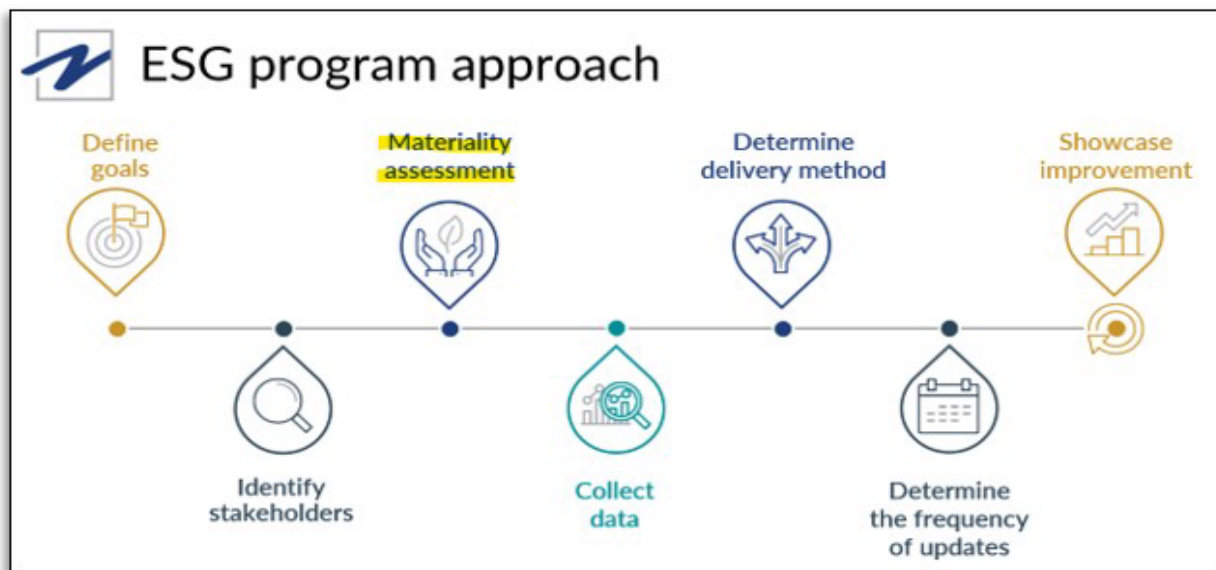 ESG program approach
Define
goals
Identify
stakeholders
Materiality
assessment
Collect
data
Determine
delivery method
Determine
the frequency
of updates
Showcase
improvement